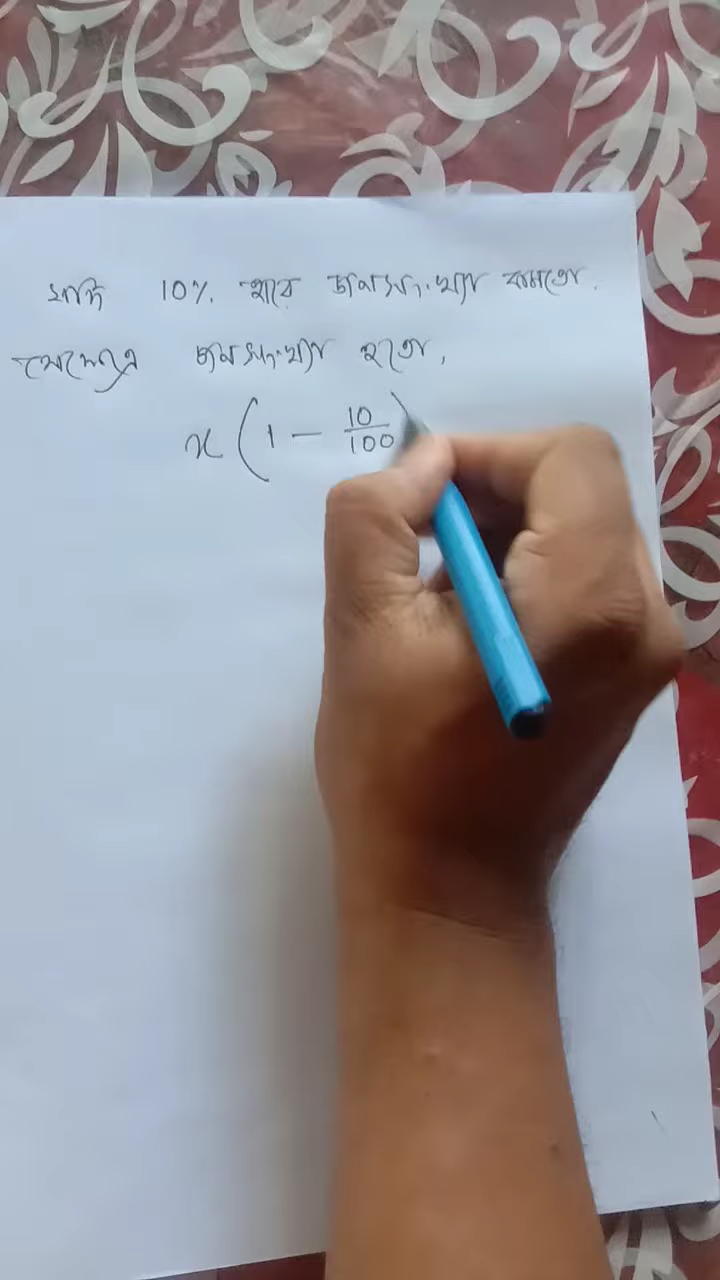 যদি 10%. হারে জনসংখ্যা কমতো.
সেক্ষেত্রে জনসংখ্যা হতো,
x (1 - 10/100)